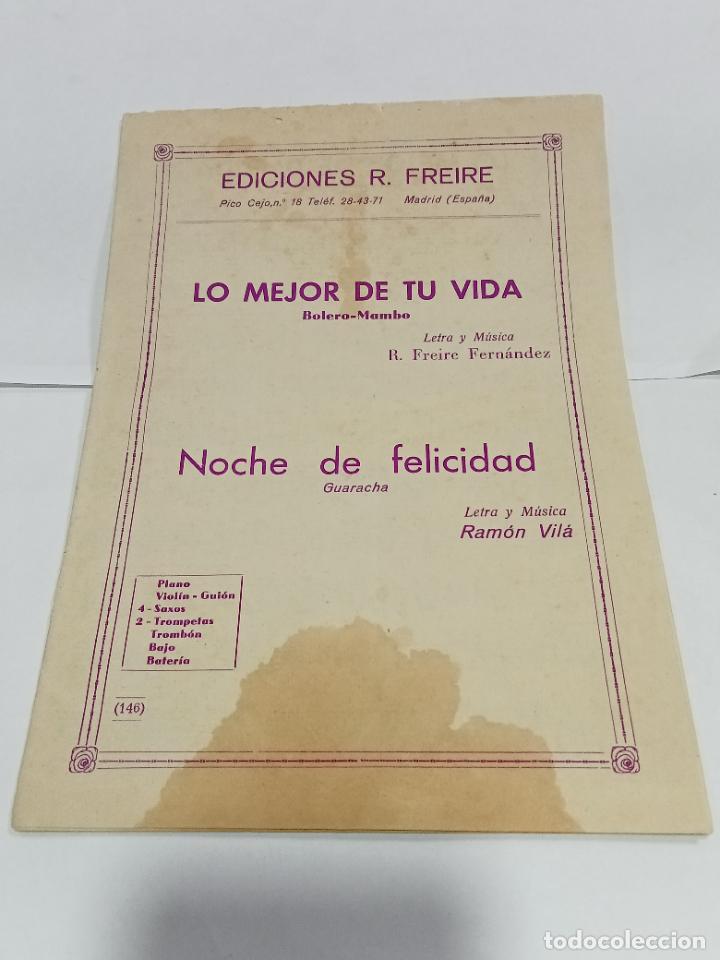 EDICIONES R. FREIRE
Pico Cejo, n.º 18 Teléf. 28-43-71 Madrid (España)
LO MEJOR DE TU VIDA
Bolero-Mambo
Letra y Música
R. Freire Fernández
Noche de felicidad
Guaracha
Letra y Música
Ramón Vilá
Piano
Violín - Guión
4 - Saxos
2 - Trompetas
Trombón
Bajo
Batería
(146)
todocoleccion
todocoleccion.net